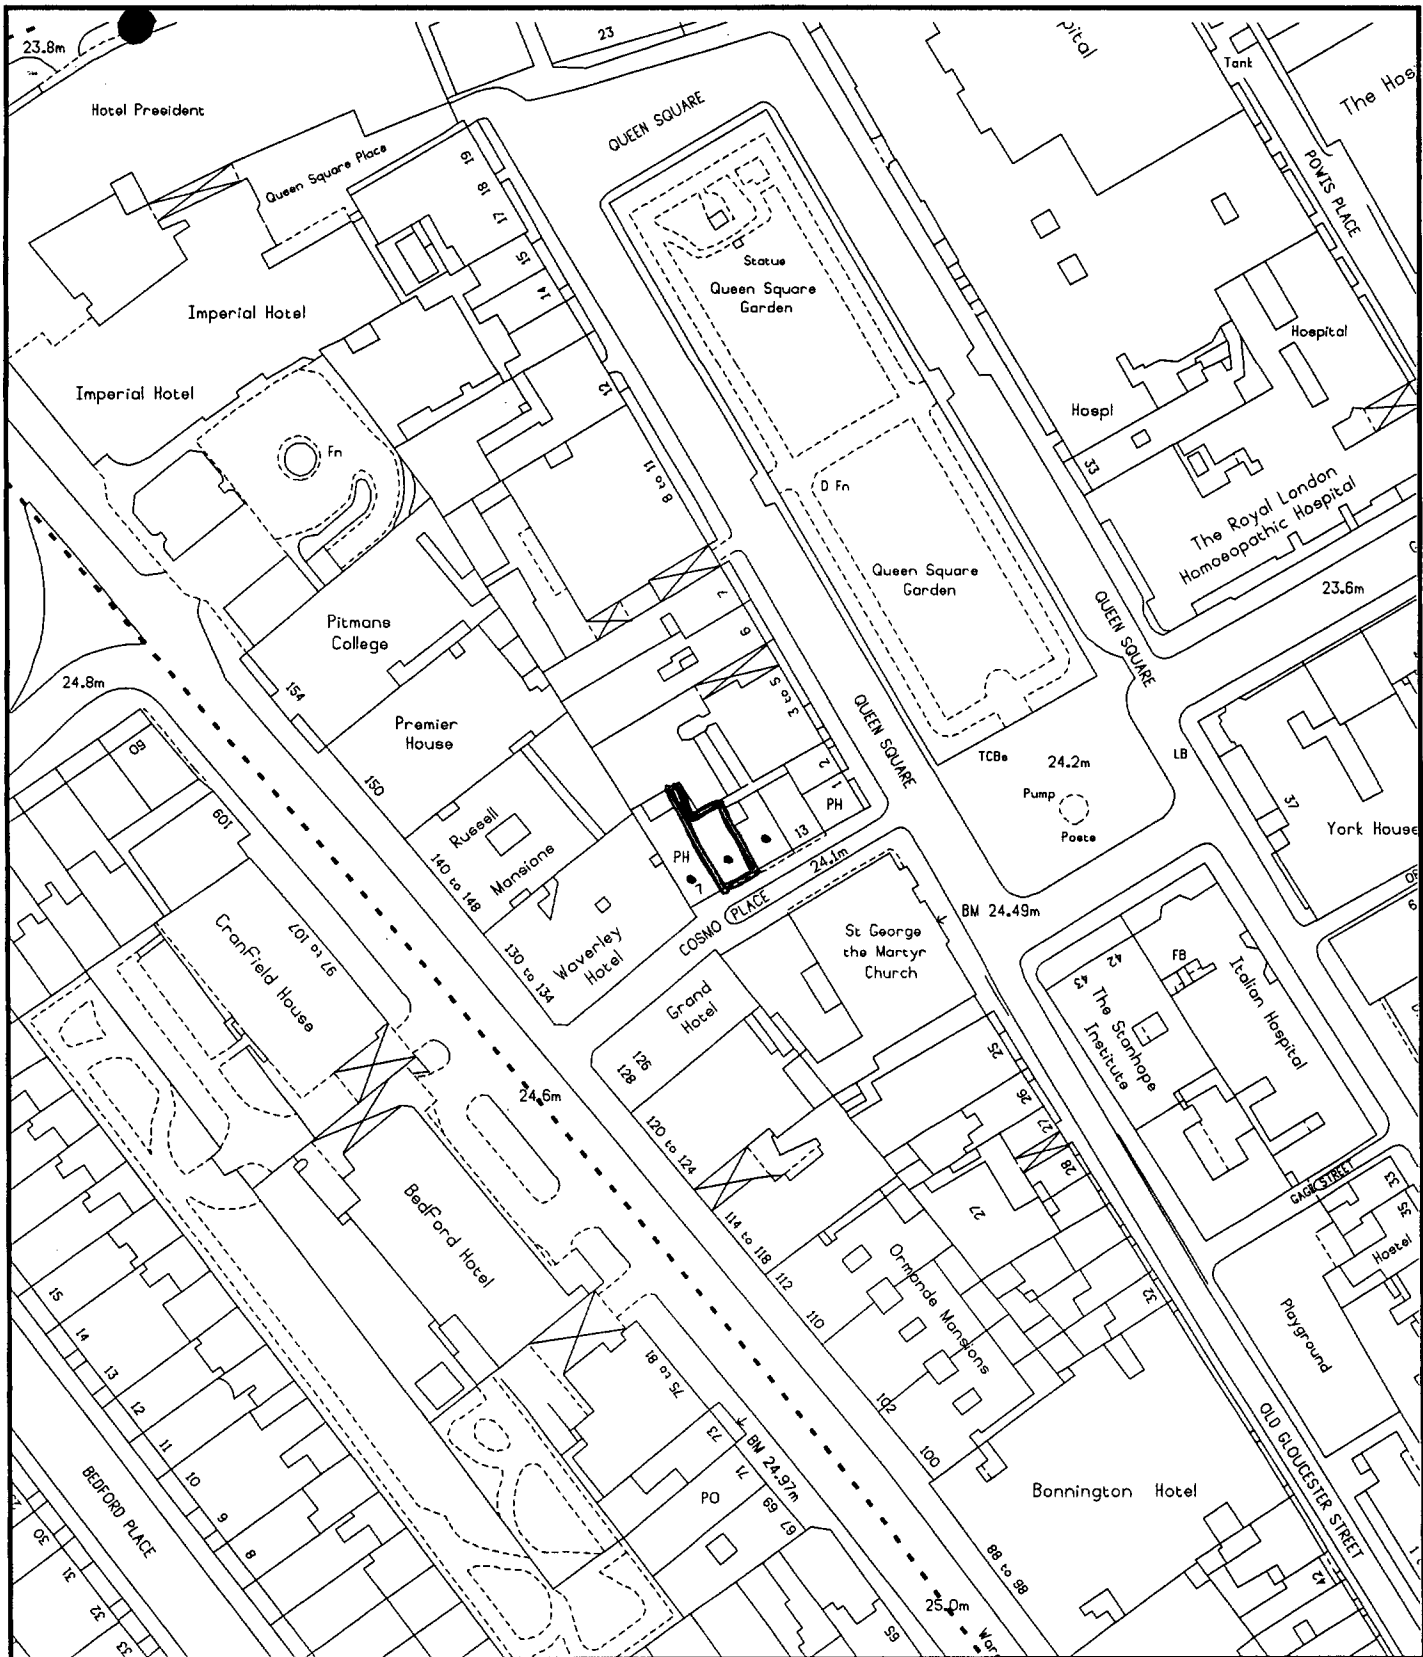 23.8m
23
pital
Tank
The Hos
Hotel President
QUEEN SQUARE
Queen Square Place
19
18
17
15
14
POWIS PLACE
Statue
Queen Square
Garden
Imperial Hotel
Hospital
Imperial Hotel
12
Hospl
Fn
8 to 11
33
D Fn
The Royal London
Homoeopathic Hospital
Queen Square
Garden
23.6m
7
6
QUEEN SQUARE
Pitmans
College
24.8m
154
3 to 5
QUEEN SQUARE
Premier
House
60
2
1
TCBs
24.2m
LB
150
109
Pump
PH
37
Russell
Mansions
13
Posts
York House
140 to 148
PH
24.1m
7
COSMO PLACE
BM 24.49m
Cranfield House
97 to 107
St George
the Martyr
Church
Waverley
Hotel
130 to 134
42
43
FB
Italian Hospital
The Stanhope
Institute
Grand
Hotel
126
128
25
24.6m
26
27
120 to 124
28
GAGE STREET
33
35
Hostel
Bedford Hotel
27
114 to 118
112
Ormonde Mansions
32
15
110
Playground
14
13
75 to 81
12
102
11
73
OLD GLOUCESTER STREET
100
BM 24.97m
71
10
PO
69
67
Bonnington Hotel
BEDFORD PLACE
9
8
30
31
88 to 98
42
32
25.0m
65
33